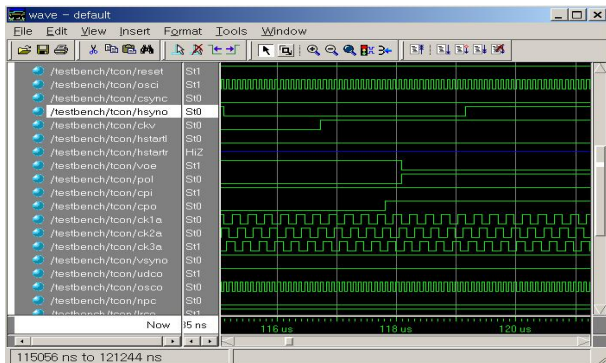 wave - default
File Edit View Insert Format Tools Window
/testbench/tcon/reset St1
/testbench/tcon/osci St1
/testbench/tcon/csync St0
/testbench/tcon/hsyno St0
/testbench/tcon/ckv St0
/testbench/tcon/hstartl St0
/testbench/tcon/hstartr HiZ
/testbench/tcon/voe St1
/testbench/tcon/pol St0
/testbench/tcon/cpi St1
/testbench/tcon/cpo St0
/testbench/tcon/ck1a St0
/testbench/tcon/ck2a St0
/testbench/tcon/ck3a St1
/testbench/tcon/vsyno St0
/testbench/tcon/udco St1
/testbench/tcon/osco St0
/testbench/tcon/npc St0
Now 35 ns 116 us 118 us 120 us
115056 ns to 121244 ns